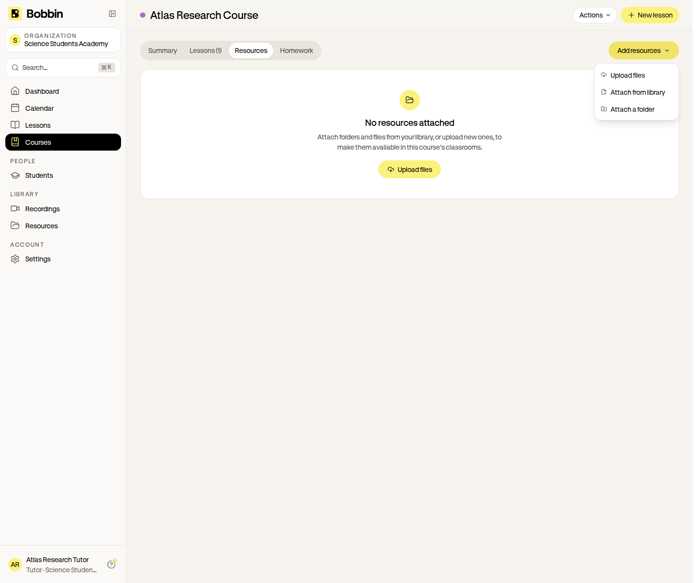 Bobbin
ORGANIZATION
S
Science Students Academy
Search...
⌘ K
Dashboard
Calendar
Lessons
Courses
PEOPLE
Students
LIBRARY
Recordings
Resources
ACCOUNT
Settings
AR
Atlas Research Tutor
Tutor · Science Studen...
Atlas Research Course
Actions
New lesson
Summary
Lessons (1)
Resources
Homework
Add resources
Upload files
Attach from library
Attach a folder
No resources attached
Attach folders and files from your library, or upload new ones, to
make them available in this course's classrooms.
Upload files